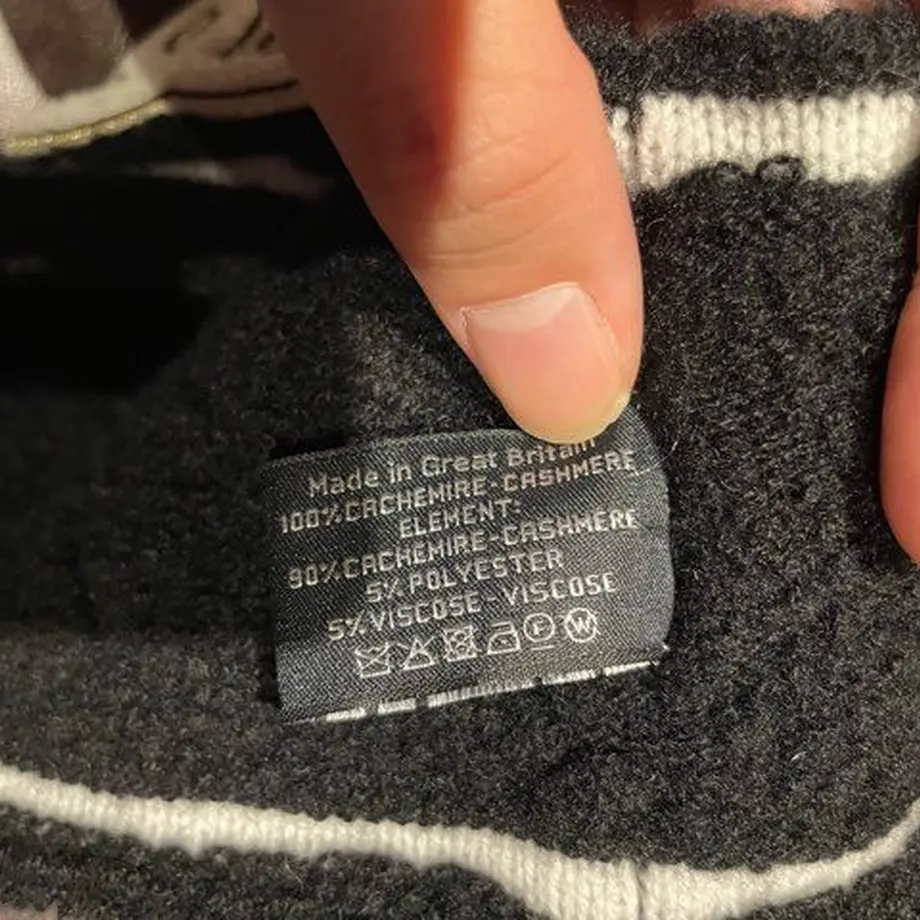 Made in Great Britain
100%CACHEMIRE-CASHMERE
ELEMENT:
90%CACHEMIRE-CASHMERE
5%POLYESTER
5%VISCOSE-VISCOSE
P W